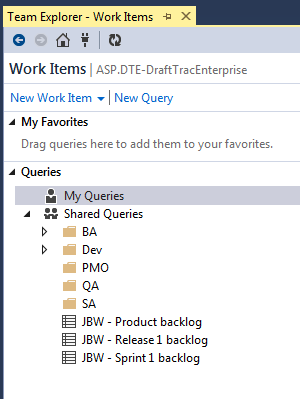 Team Explorer - Work Items
Work Items | ASP.DTE-DraftTracEnterprise
New Work Item | New Query
My Favorites
Drag queries here to add them to your favorites.
Queries
My Queries
Shared Queries
BA
Dev
PMO
QA
SA
JBW - Product backlog
JBW - Release 1 backlog
JBW - Sprint 1 backlog